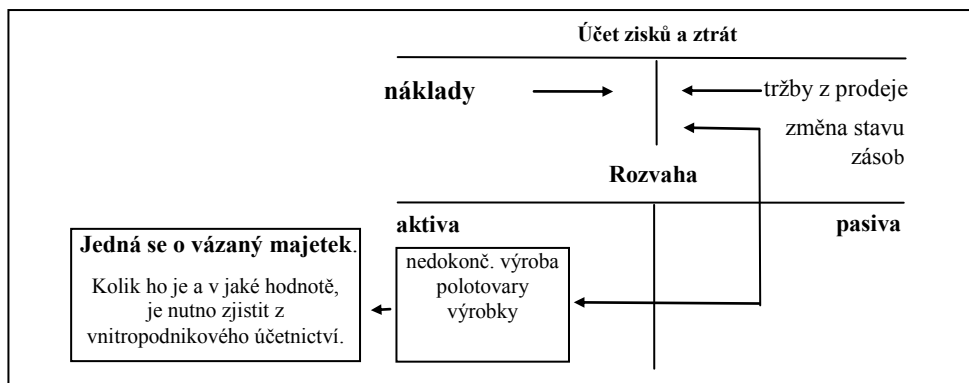 Účet zisků a ztrát
náklady
tržby z prodeje
změna stavu
zásob
Rozvaha
aktiva
pasiva
Jedná se o vázaný majetek.
Kolik ho je a v jaké hodnotě,
je nutno zjistit z
vnitropodnikového účetnictví.
nedokonč. výroba
polotovary
výrobky